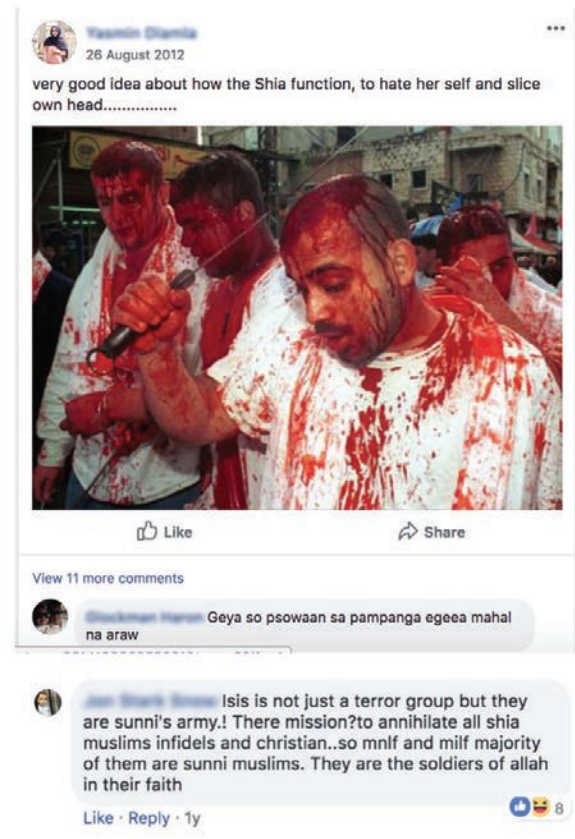 26 August 2012
very good idea about how the Shia function, to hate her self and slice
own head................
Like
Share
View 11 more comments
Geya so psowaan sa pampanga egeea mahal
na araw
Isis is not just a terror group but they
are sunni's army.! There mission?to annihilate all shia
muslims infidels and christian..so mnlf and milf majority
of them are sunni muslims. They are the soldiers of allah
in their faith
Like · Reply · 1y
8